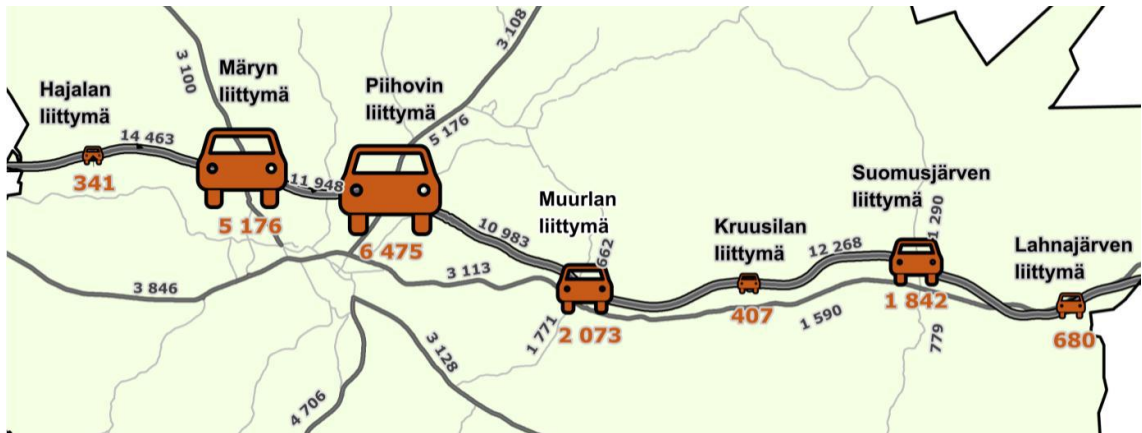 3 108
Märyn
liittymä
Piihovin
liittymä
3 100
Hajalan
liittymä
14 463
5 176
341
11 948
Muurlan
liittymä
Suomusjärven
liittymä
5 176
6 475
10 983
662
Kruusilan
liittymä
12 268
1 290
Lahnajärven
liittymä
3 846
3 113
1 771
2 073
407
1 590
1 842
779
680
3 128
4 706